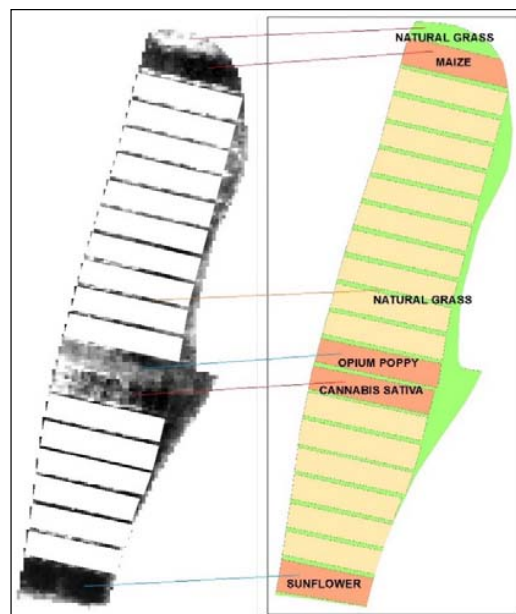 NATURAL GRASS
MAIZE
NATURAL GRASS
OPIUM POPPY
CANNABIS SATIVA
SUNFLOWER